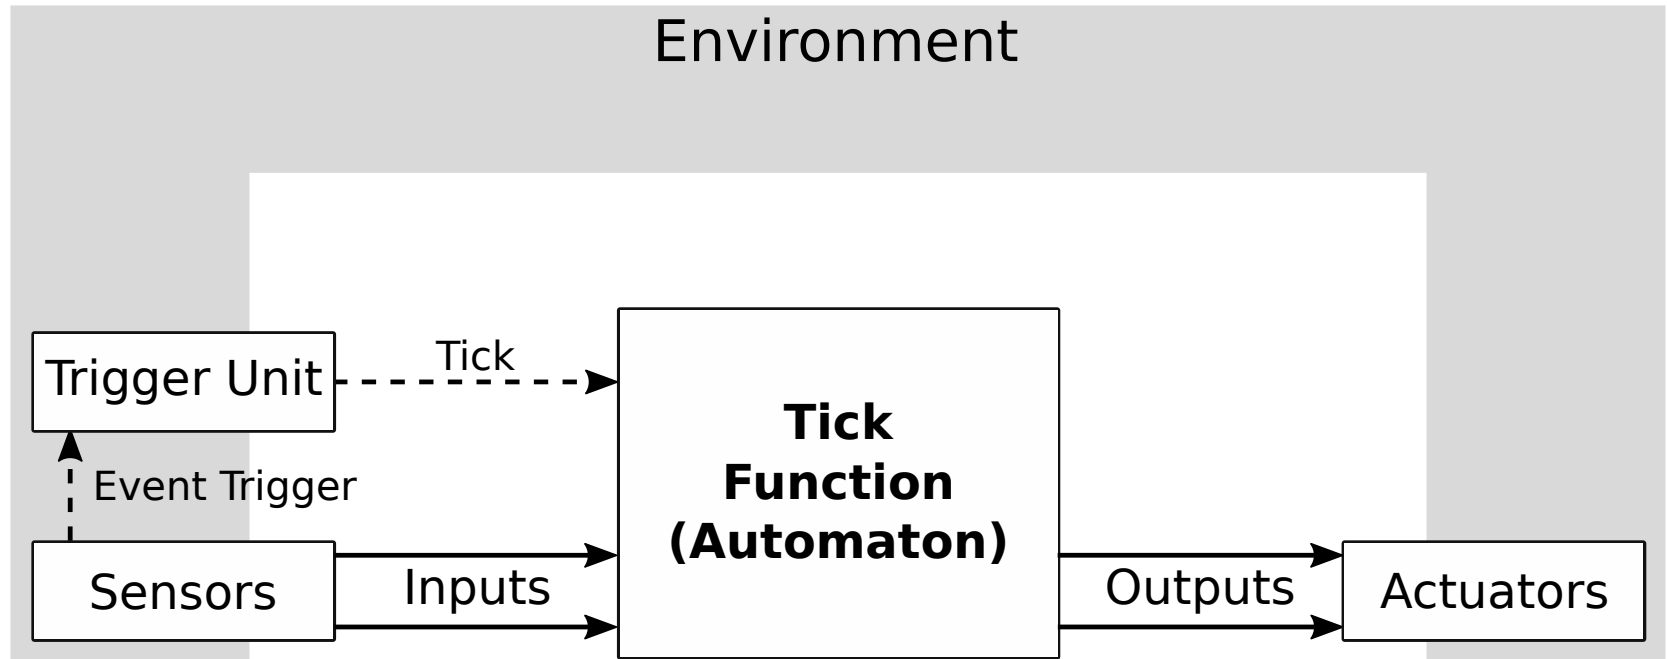 Environment
Trigger Unit
Tick
Event Trigger
Sensors
Inputs
Tick
Function
(Automaton)
Outputs
Actuators